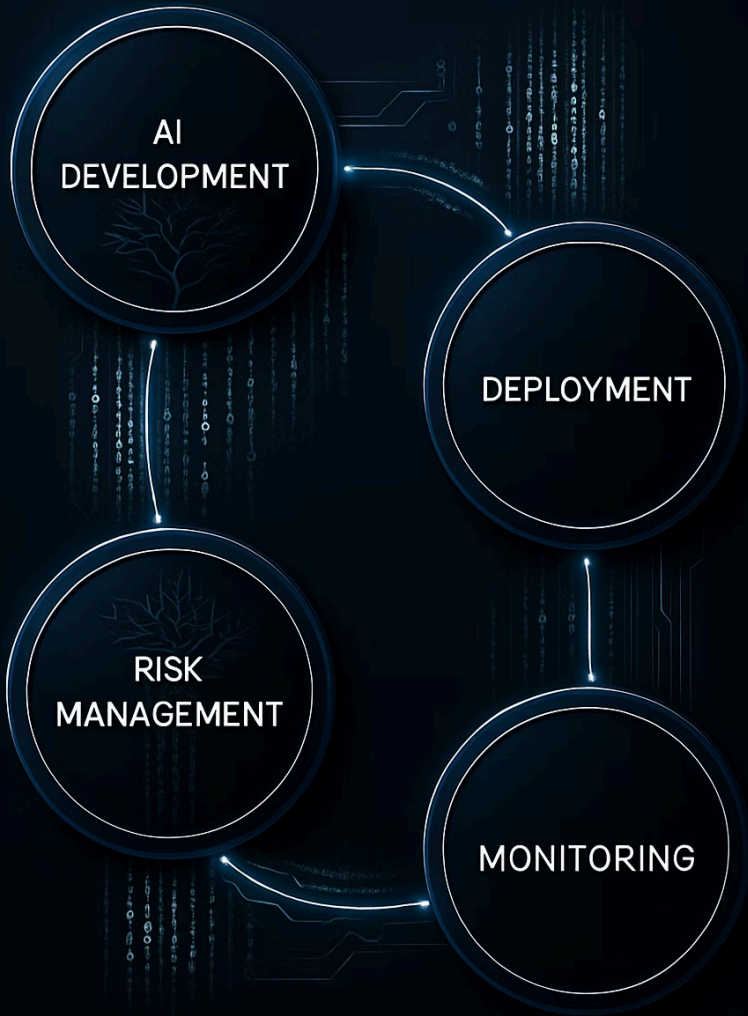 AI
DEVELOPMENT
DEPLOYMENT
RISK
MANAGEMENT
MONITORING